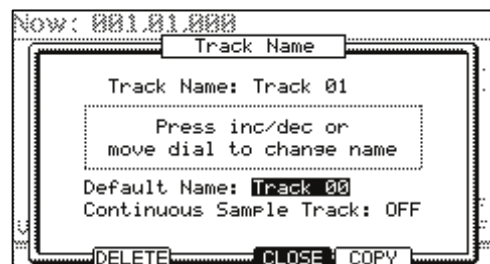 Now: 001.01.000
Track Name
Track Name: Track 01
Press inc/dec or
move dial to change name
Default Name: Track 00
Continuous Sample Track: OFF
DELETE CLOSE COPY